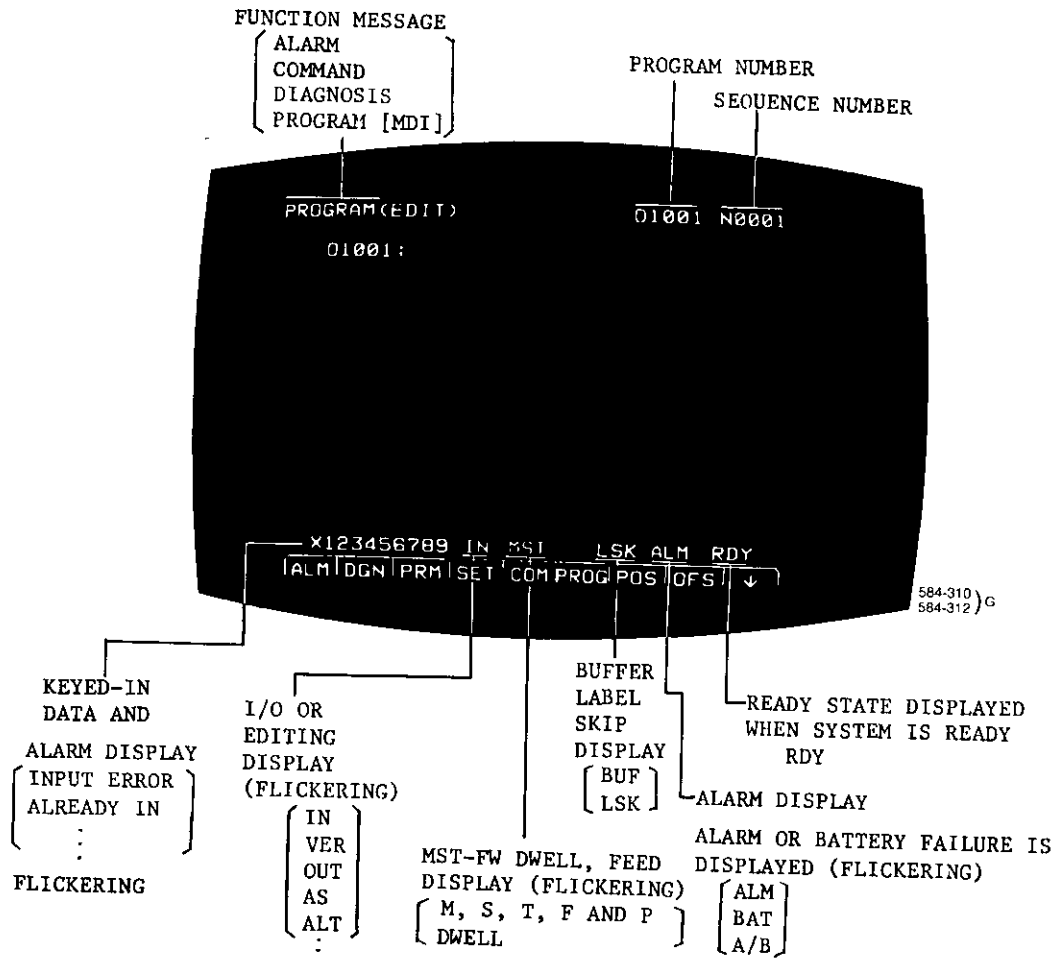 FUNCTION MESSAGE
ALARM
COMMAND
DIAGNOSIS
PROGRAM [MDI]
PROGRAM NUMBER
SEQUENCE NUMBER
PROGRAM(EDIT)
O1001 N0001
O1001;
X123456789 IN MST LSK ALM RDY
ALM DGN PRM SET COM PROG POS OFS ↓
584-310
584-312 ) G
KEYED-IN
DATA AND
ALARM DISPLAY
INPUT ERROR
ALREADY IN
⋮
FLICKERING
I/O OR
EDITING
DISPLAY
(FLICKERING)
IN
VER
OUT
AS
ALT
⋮
MST-FW DWELL, FEED
DISPLAY (FLICKERING)
M, S, T, F AND P
DWELL
BUFFER
LABEL
SKIP
DISPLAY
BUF
LSK
READY STATE DISPLAYED
WHEN SYSTEM IS READY
RDY
ALARM DISPLAY
ALARM OR BATTERY FAILURE IS
DISPLAYED (FLICKERING)
ALM
BAT
A/B